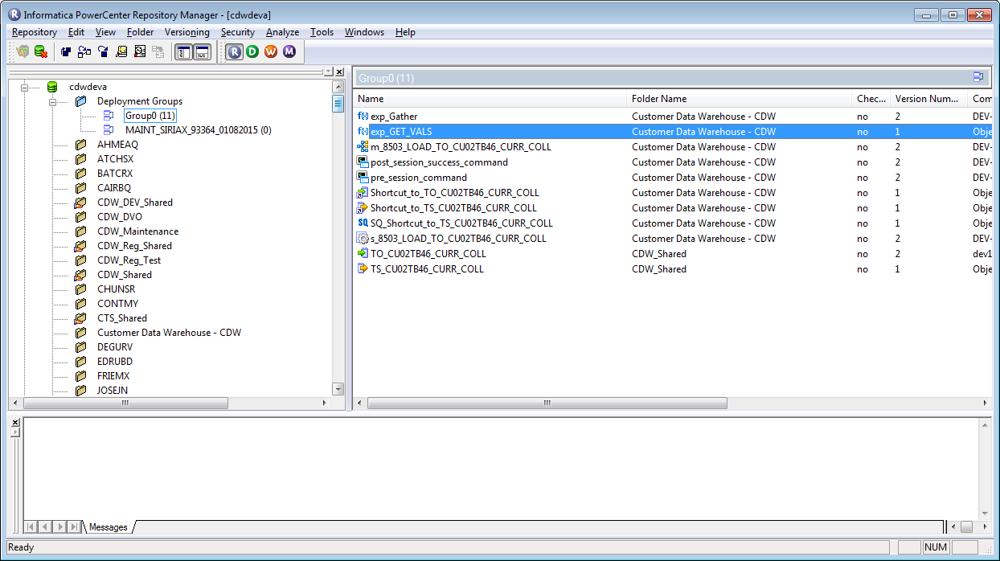 Informatica PowerCenter Repository Manager - [cdwdeva]
Repository Edit View Folder Versioning Security Analyze Tools Windows Help
R D W M
cdwdeva
Deployment Groups
Group0 (11)
MAINT_SIRIAX_93364_01082015 (0)
AHMEAQ
ATCHSX
BATCRX
CAIRBQ
CDW_DEV_Shared
CDW_DVO
CDW_Maintenance
CDW_Reg_Shared
CDW_Reg_Test
CDW_Shared
CHUNSR
CONTMY
CTS_Shared
Customer Data Warehouse - CDW
DEGURV
EDRUBD
FRIEMX
JOSEJN
Group0 (11)
Name Folder Name Chec... Version Num... Com
exp_Gather Customer Data Warehouse - CDW no 2 DEV-
exp_GET_VALS Customer Data Warehouse - CDW no 1 Obje
m_8503_LOAD_TO_CU02TB46_CURR_COLL Customer Data Warehouse - CDW no 2 DEV-
post_session_success_command Customer Data Warehouse - CDW no 2 DEV-
pre_session_command Customer Data Warehouse - CDW no 2 DEV-
Shortcut_to_TO_CU02TB46_CURR_COLL Customer Data Warehouse - CDW no 1 Obje
Shortcut_to_TS_CU02TB46_CURR_COLL Customer Data Warehouse - CDW no 1 Obje
SQ_Shortcut_to_TS_CU02TB46_CURR_COLL Customer Data Warehouse - CDW no 1 Obje
s_8503_LOAD_TO_CU02TB46_CURR_COLL Customer Data Warehouse - CDW no 2 DEV-
TO_CU02TB46_CURR_COLL CDW_Shared no 2 dev1
TS_CU02TB46_CURR_COLL CDW_Shared no 1 Obje
Messages
Ready NUM